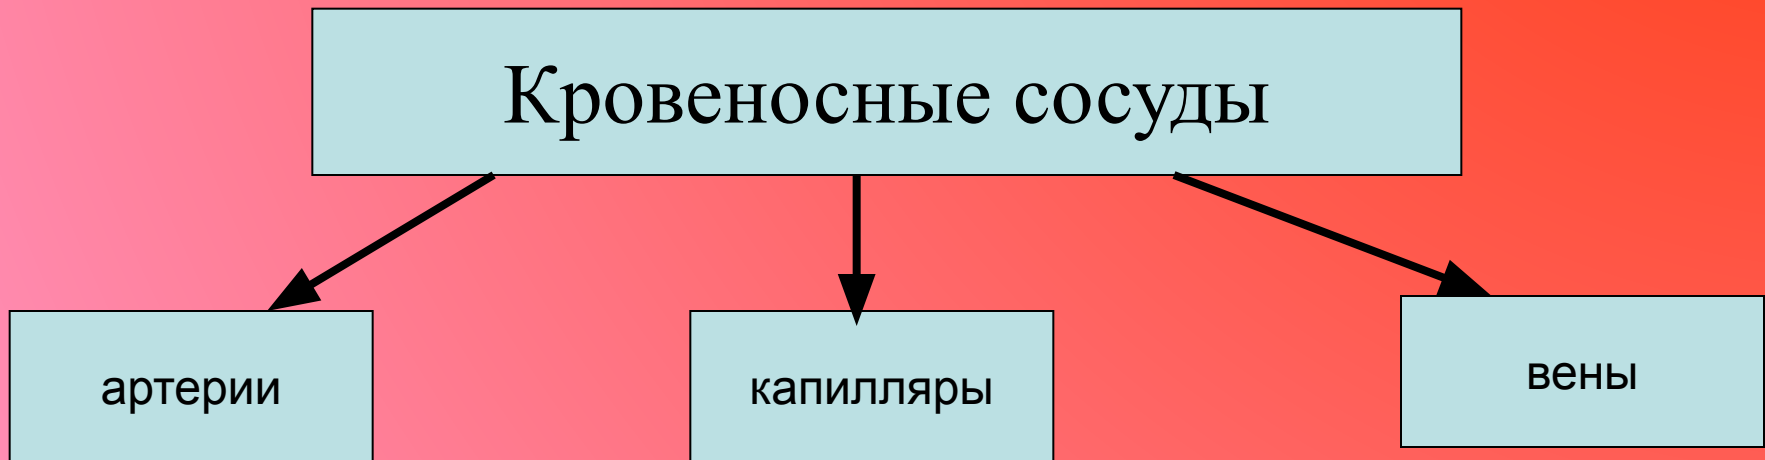 Кровеносные сосуды
артерии
капилляры
вены